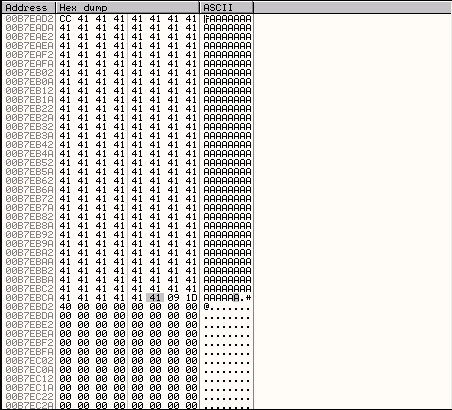 Address Hex dump ASCII
00B7EAD2 CC 41 41 41 41 41 41 41 ╠AAAAAAA
00B7EADA 41 41 41 41 41 41 41 41 AAAAAAAA
00B7EAE2 41 41 41 41 41 41 41 41 AAAAAAAA
00B7EAEA 41 41 41 41 41 41 41 41 AAAAAAAA
00B7EAF2 41 41 41 41 41 41 41 41 AAAAAAAA
00B7EAFA 41 41 41 41 41 41 41 41 AAAAAAAA
00B7EB02 41 41 41 41 41 41 41 41 AAAAAAAA
00B7EB0A 41 41 41 41 41 41 41 41 AAAAAAAA
00B7EB12 41 41 41 41 41 41 41 41 AAAAAAAA
00B7EB1A 41 41 41 41 41 41 41 41 AAAAAAAA
00B7EB22 41 41 41 41 41 41 41 41 AAAAAAAA
00B7EB2A 41 41 41 41 41 41 41 41 AAAAAAAA
00B7EB32 41 41 41 41 41 41 41 41 AAAAAAAA
00B7EB3A 41 41 41 41 41 41 41 41 AAAAAAAA
00B7EB42 41 41 41 41 41 41 41 41 AAAAAAAA
00B7EB4A 41 41 41 41 41 41 41 41 AAAAAAAA
00B7EB52 41 41 41 41 41 41 41 41 AAAAAAAA
00B7EB5A 41 41 41 41 41 41 41 41 AAAAAAAA
00B7EB62 41 41 41 41 41 41 41 41 AAAAAAAA
00B7EB6A 41 41 41 41 41 41 41 41 AAAAAAAA
00B7EB72 41 41 41 41 41 41 41 41 AAAAAAAA
00B7EB7A 41 41 41 41 41 41 41 41 AAAAAAAA
00B7EB82 41 41 41 41 41 41 41 41 AAAAAAAA
00B7EB8A 41 41 41 41 41 41 41 41 AAAAAAAA
00B7EB92 41 41 41 41 41 41 41 41 AAAAAAAA
00B7EB9A 41 41 41 41 41 41 41 41 AAAAAAAA
00B7EBA2 41 41 41 41 41 41 41 41 AAAAAAAA
00B7EBAA 41 41 41 41 41 41 41 41 AAAAAAAA
00B7EBB2 41 41 41 41 41 41 41 41 AAAAAAAA
00B7EBBA 41 41 41 41 41 41 41 41 AAAAAAAA
00B7EBC2 41 41 41 41 41 41 41 41 AAAAAAAA
00B7EBCA 41 41 41 41 41 41 09 1D AAAAAA.#
00B7EBD2 40 00 00 00 00 00 00 00 @.......
00B7EBDA 00 00 00 00 00 00 00 00 ........
00B7EBE2 00 00 00 00 00 00 00 00 ........
00B7EBEA 00 00 00 00 00 00 00 00 ........
00B7EBF2 00 00 00 00 00 00 00 00 ........
00B7EBFA 00 00 00 00 00 00 00 00 ........
00B7EC02 00 00 00 00 00 00 00 00 ........
00B7EC0A 00 00 00 00 00 00 00 00 ........
00B7EC12 00 00 00 00 00 00 00 00 ........
00B7EC1A 00 00 00 00 00 00 00 00 ........
00B7EC22 00 00 00 00 00 00 00 00 ........
00B7EC2A 00 00 00 00 00 00 00 00 ........